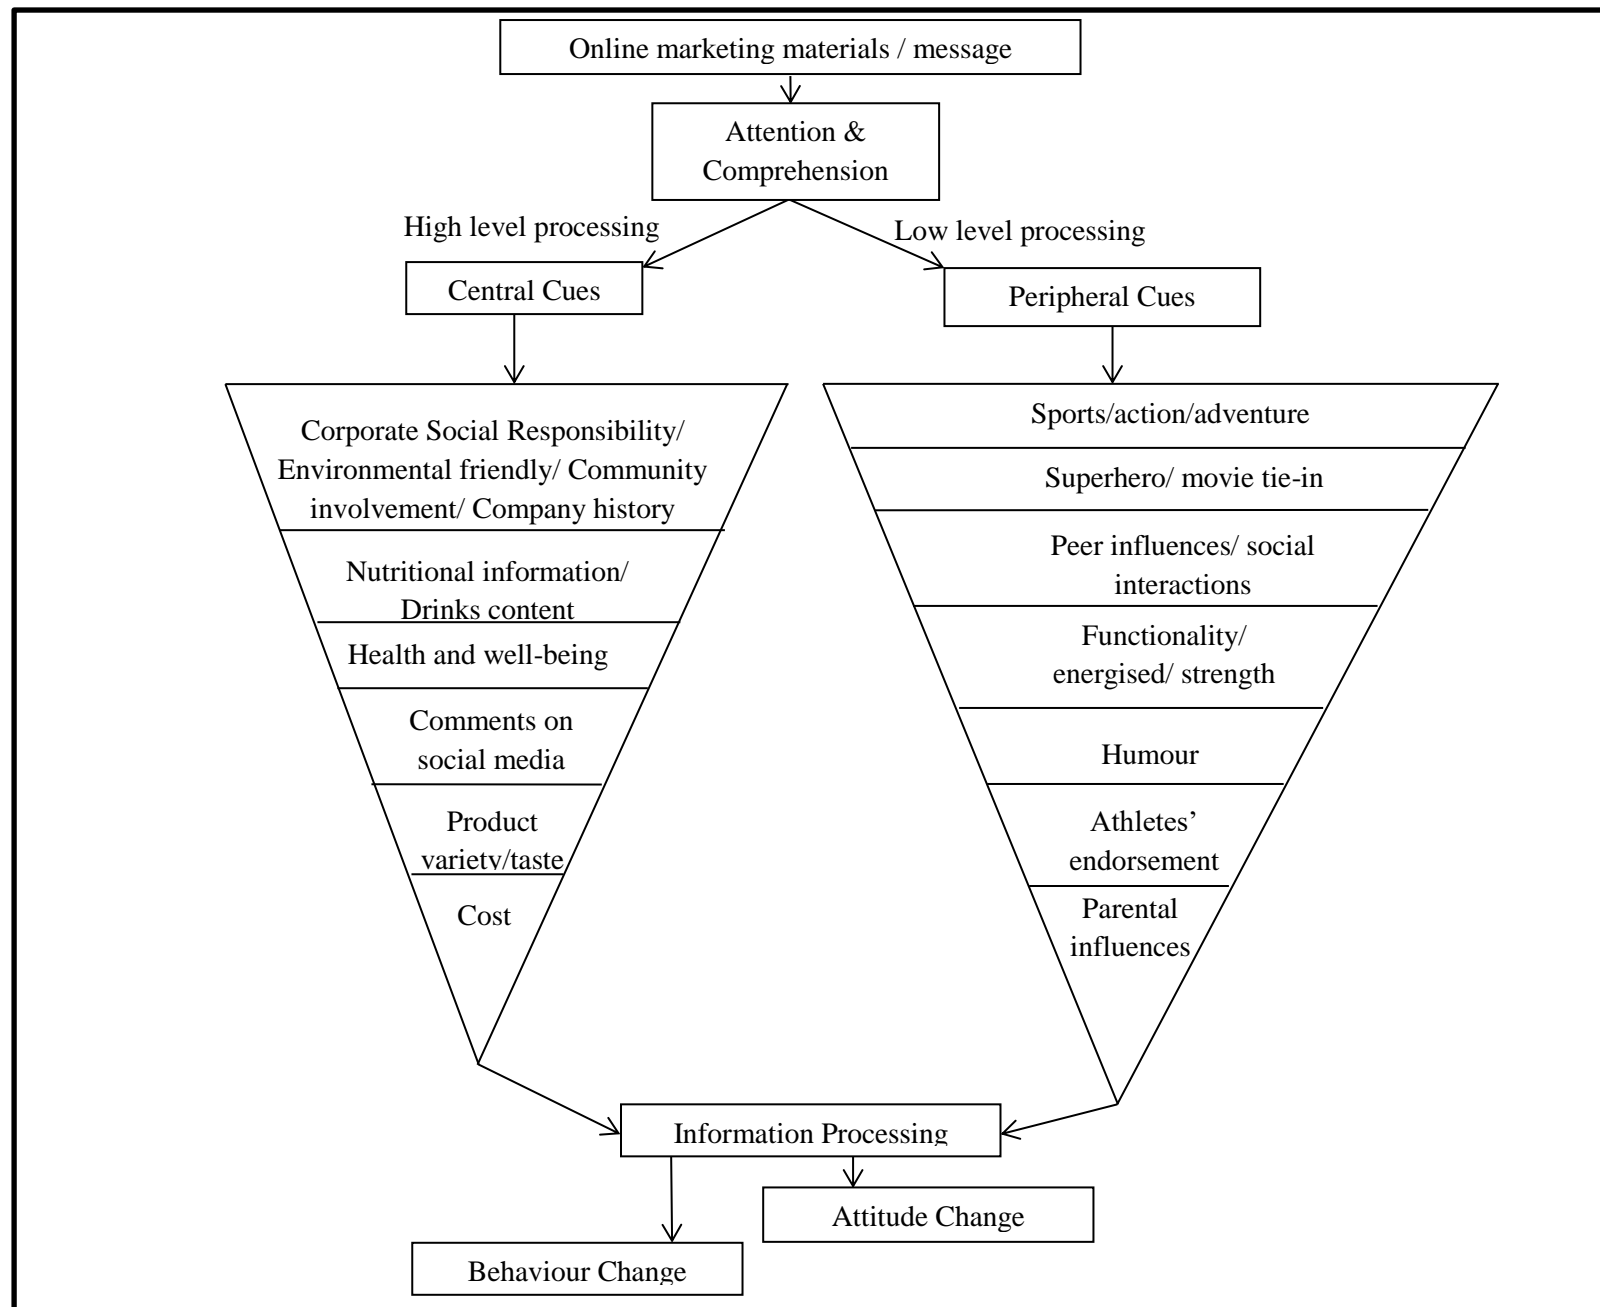 Online marketing materials / message
Attention &
Comprehension
High level processing
Low level processing
Central Cues
Peripheral Cues
Corporate Social Responsibility/
Environmental friendly/ Community
involvement/ Company history
Nutritional information/
Drinks content
Health and well-being
Comments on
social media
Product
variety/taste
Cost
Sports/action/adventure
Superhero/ movie tie-in
Peer influences/ social
interactions
Functionality/
energised/ strength
Humour
Athletes’
endorsement
Parental
influences
Information Processing
Attitude Change
Behaviour Change